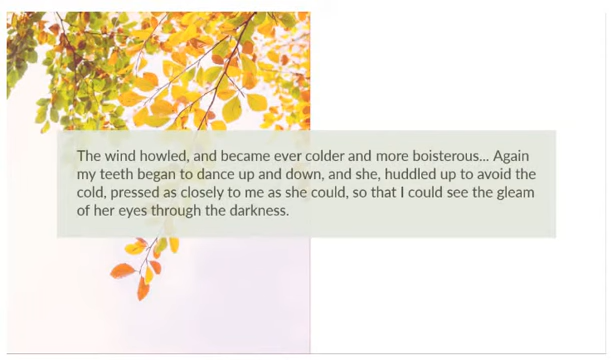 The wind howled, and became ever colder and more boisterous... Again
my teeth began to dance up and down, and she, huddled up to avoid the
cold, pressed as closely to me as she could, so that I could see the gleam
of her eyes through the darkness.